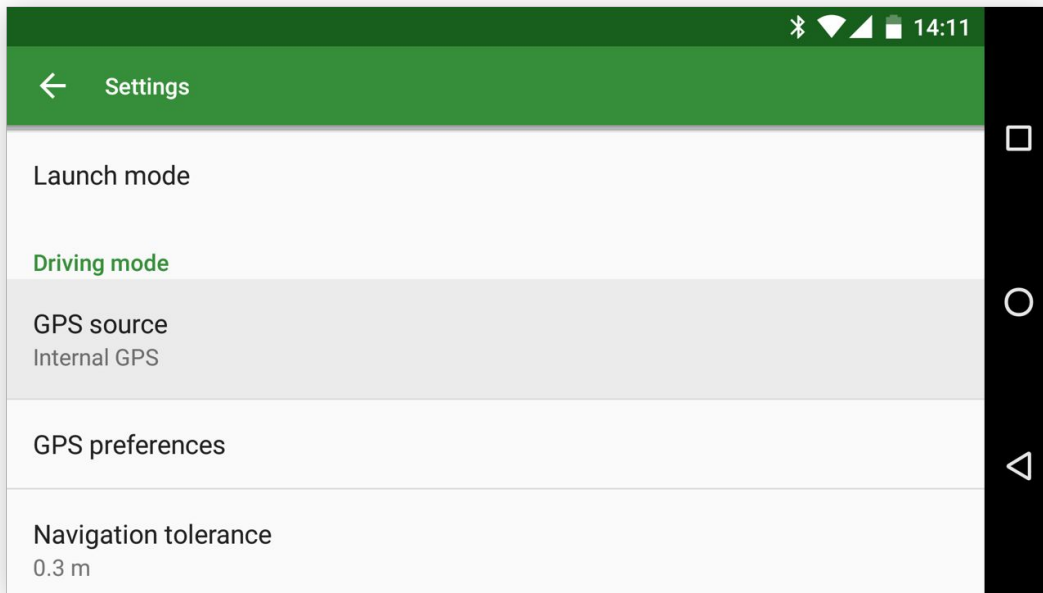 14:11
Settings
Launch mode
Driving mode
GPS source
Internal GPS
GPS preferences
Navigation tolerance
0.3 m